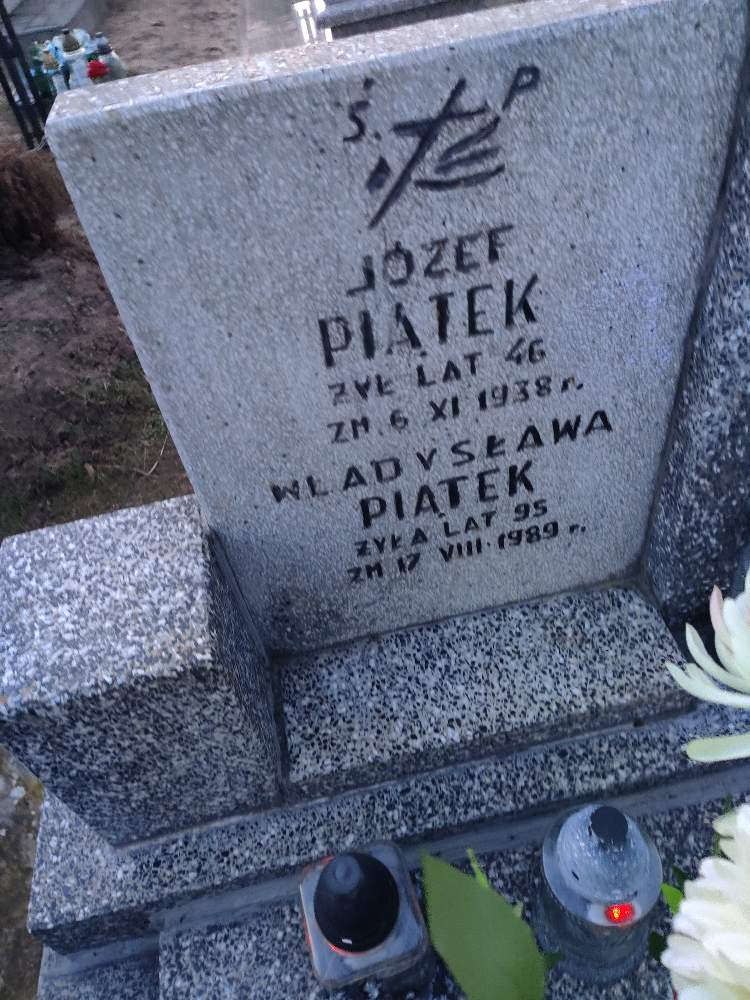 Ś. P
JÓZEF
PIĄTEK
ŻYŁ LAT 46
ZM. 6 XI 1938 r.
WŁADYSŁAWA
PIĄTEK
ŻYŁA LAT 95
ZM 17 VIII. 1989 r.